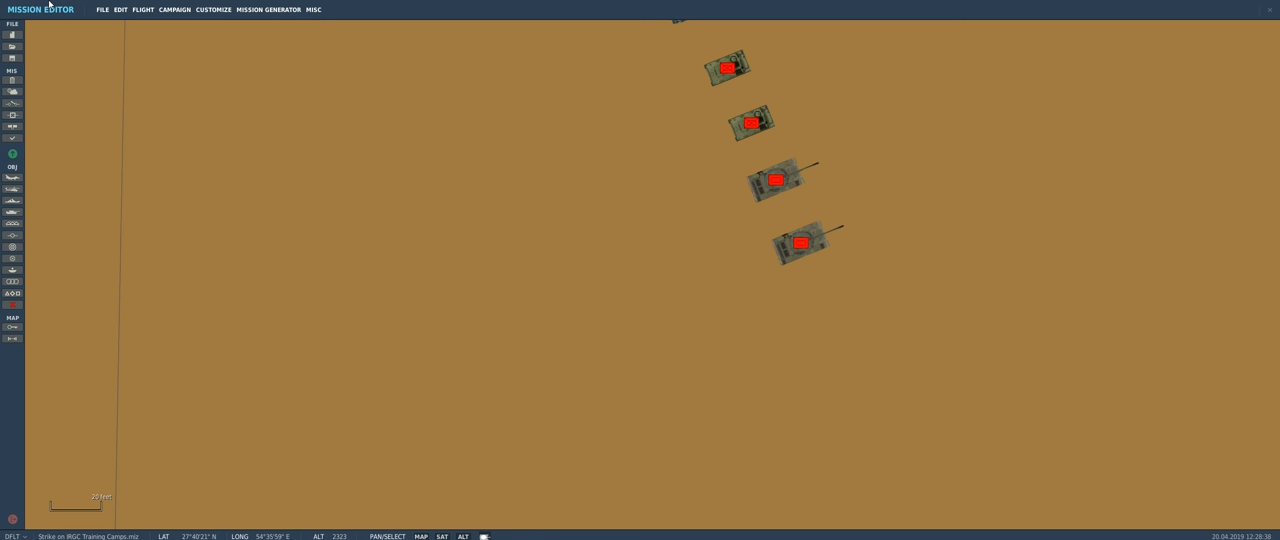 MISSION EDITOR FILE EDIT FLIGHT CAMPAIGN CUSTOMIZE MISSION GENERATOR MISC
FILE
MIS
OBJ
MAP
20 feet
DFLT Strike on IRGC Training Camps.miz LAT 27°40'21" N LONG 54°35'59" E ALT 2323 PAN/SELECT MAP SAT ALT 20.04.2019 12:28:38